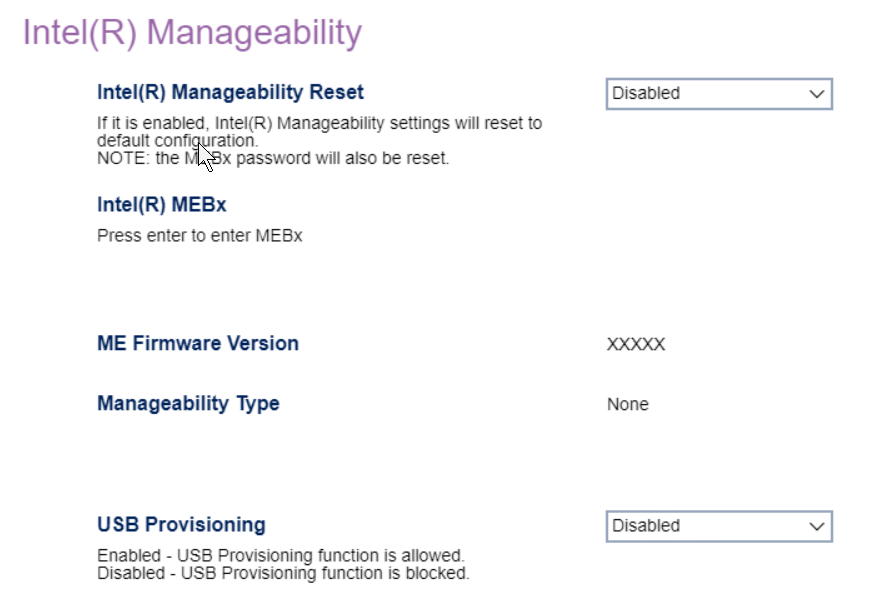 Intel(R) Manageability
Intel(R) Manageability Reset
Disabled
If it is enabled, Intel(R) Manageability settings will reset to
default configuration.
NOTE: the MEBx password will also be reset.
Intel(R) MEBx
Press enter to enter MEBx
ME Firmware Version
XXXXX
Manageability Type
None
USB Provisioning
Disabled
Enabled - USB Provisioning function is allowed.
Disabled - USB Provisioning function is blocked.